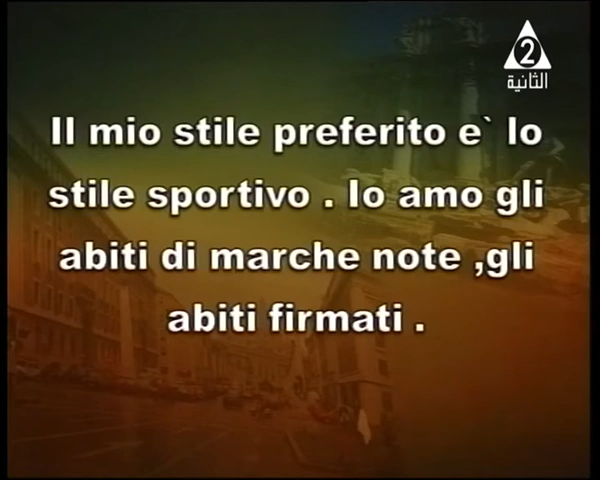 2
الثانية
Il mio stile preferito e` lo
stile sportivo . Io amo gli
abiti di marche note ,gli
abiti firmati .